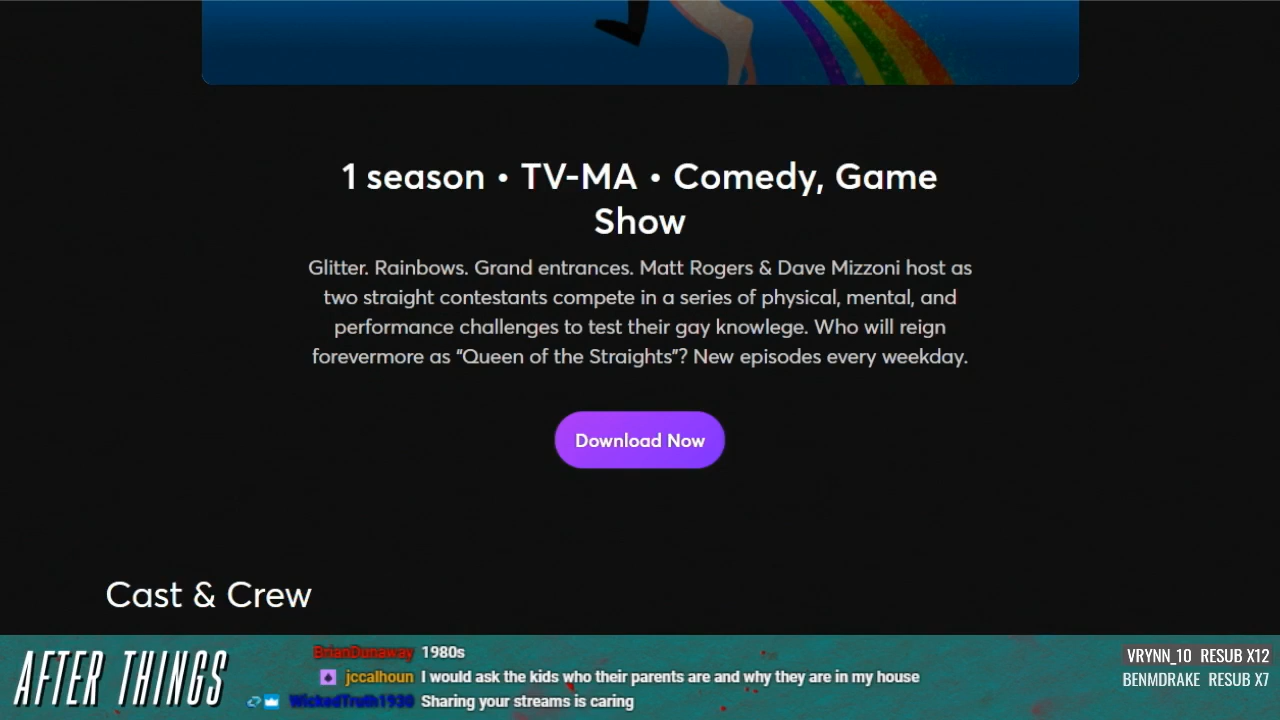 1 season • TV-MA • Comedy, Game
Show
Glitter. Rainbows. Grand entrances. Matt Rogers & Dave Mizzoni host as
two straight contestants compete in a series of physical, mental, and
performance challenges to test their gay knowlege. Who will reign
forevermore as "Queen of the Straights"? New episodes every weekday.
Download Now
Cast & Crew
AFTER THINGS
BrianDunaway 1980s
jccalhoun I would ask the kids who their parents are and why they are in my house
WickedTruth1930 Sharing your streams is caring
VRYNN_10 RESUB X12
BENMDRAKE RESUB X7